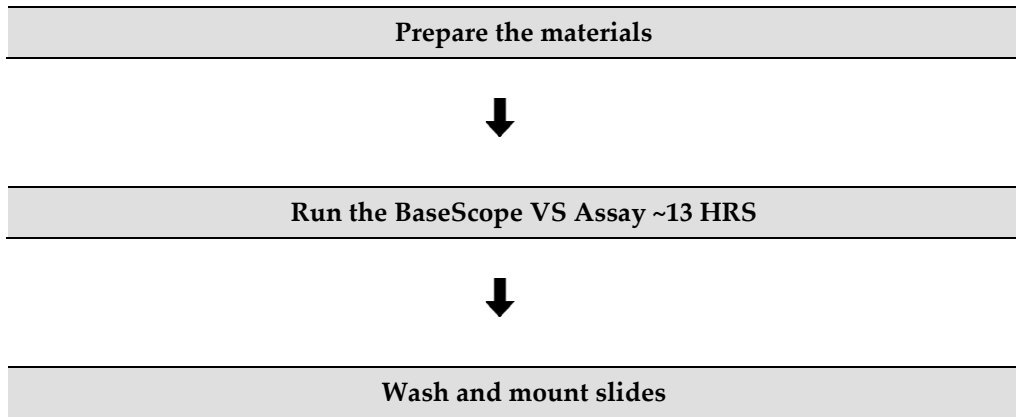 Prepare the materials
Run the BaseScope VS Assay ~13 HRS
Wash and mount slides